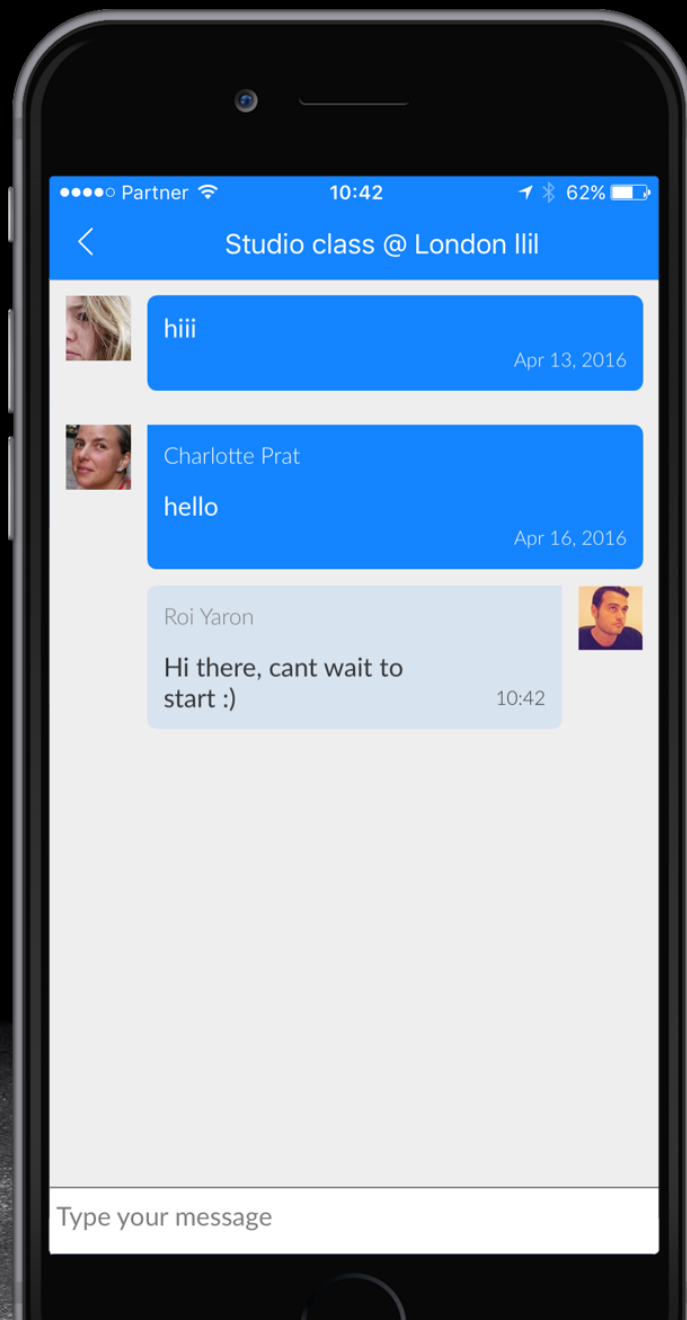 Partner 10:42 62%
Studio class @ London llil
hiii
Apr 13, 2016
Charlotte Prat
hello
Apr 16, 2016
Roi Yaron
Hi there, cant wait to
start :)
10:42
Type your message